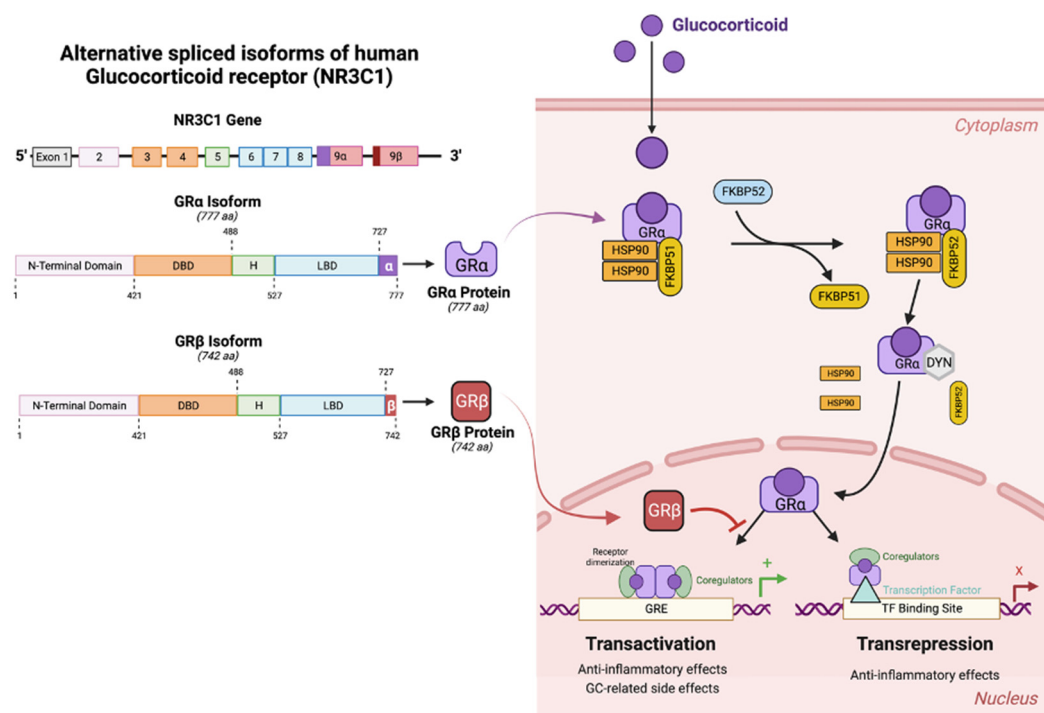 Alternative spliced isoforms of human
Glucocorticoid receptor (NR3C1)
NR3C1 Gene
5' Exon 1 2 3 4 5 6 7 8 9α 9β 3'
GRα Isoform
(777 aa)
488 727
N-Terminal Domain DBD H LBD α
1 421 527 777
GRα
GRα Protein
(777 aa)
GRβ Isoform
(742 aa)
488 727
N-Terminal Domain DBD H LBD β
1 421 527 742
GRβ
GRβ Protein
(742 aa)
Glucocorticoid
Cytoplasm
FKBP52
GRα
HSP90
HSP90
FKBP51
FKBP51
GRα
HSP90
HSP90
FKBP52
GRα
DYN
HSP90
HSP90
FKBP52
GRβ
GRα
Receptor
dimerization
Coregulators
+
GRE
Transactivation
Anti-inflammatory effects
GC-related side effects
Coregulators
Transcription Factor
X
TF Binding Site
Transrepression
Anti-inflammatory effects
Nucleus